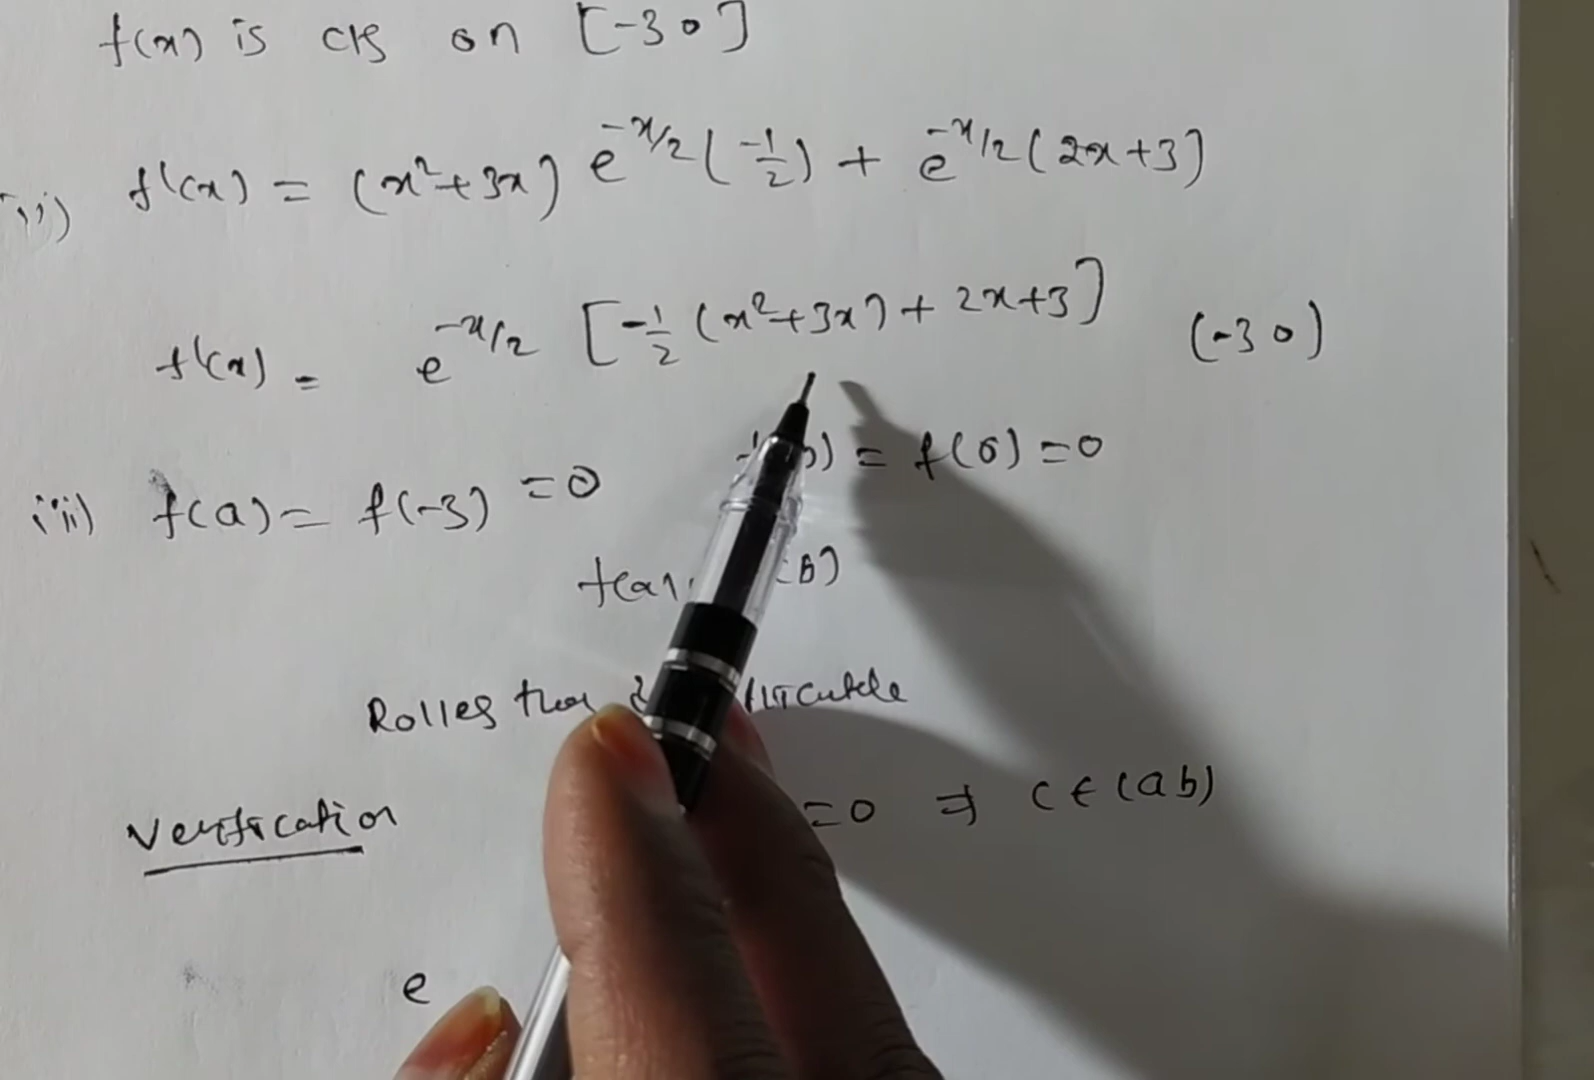 f(x) is cts on [-3 0]
ii) f'(x) = (x²+3x) e^{-x/2} (-1/2) + e^{-x/2} (2x+3)
f'(x) = e^{-x/2} [-1/2 (x²+3x) + 2x+3] (-3 0)
iii) f(a) = f(-3) = 0 = f(0) = 0
f(a)
Rolles
Verification =0 ⇒ c ∈ (a b)
e